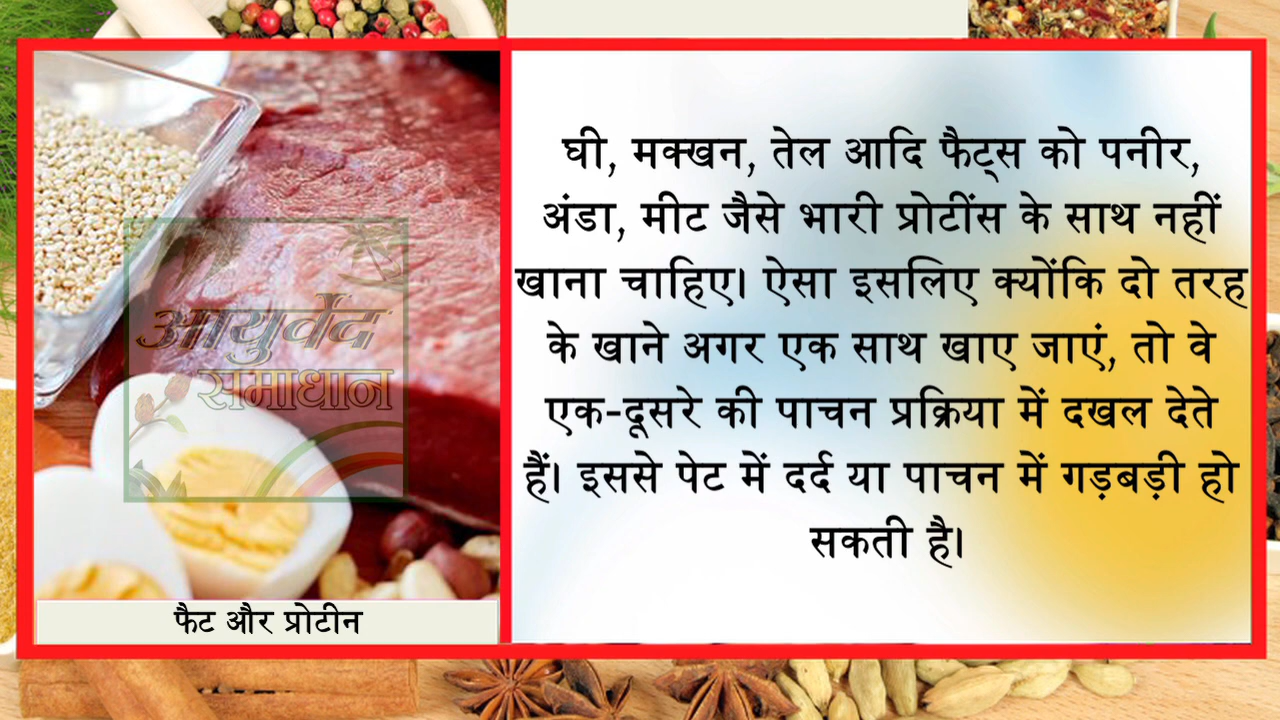 घी, मक्खन, तेल आदि फैट्स को पनीर,
अंडा, मीट जैसे भारी प्रोटींस के साथ नहीं
खाना चाहिए। ऐसा इसलिए क्योंकि दो तरह
के खाने अगर एक साथ खाए जाएं, तो वे
एक-दूसरे की पाचन प्रक्रिया में दखल देते
हैं। इससे पेट में दर्द या पाचन में गड़बड़ी हो
सकती है।
आयुर्वेद
समाधान
फैट और प्रोटीन